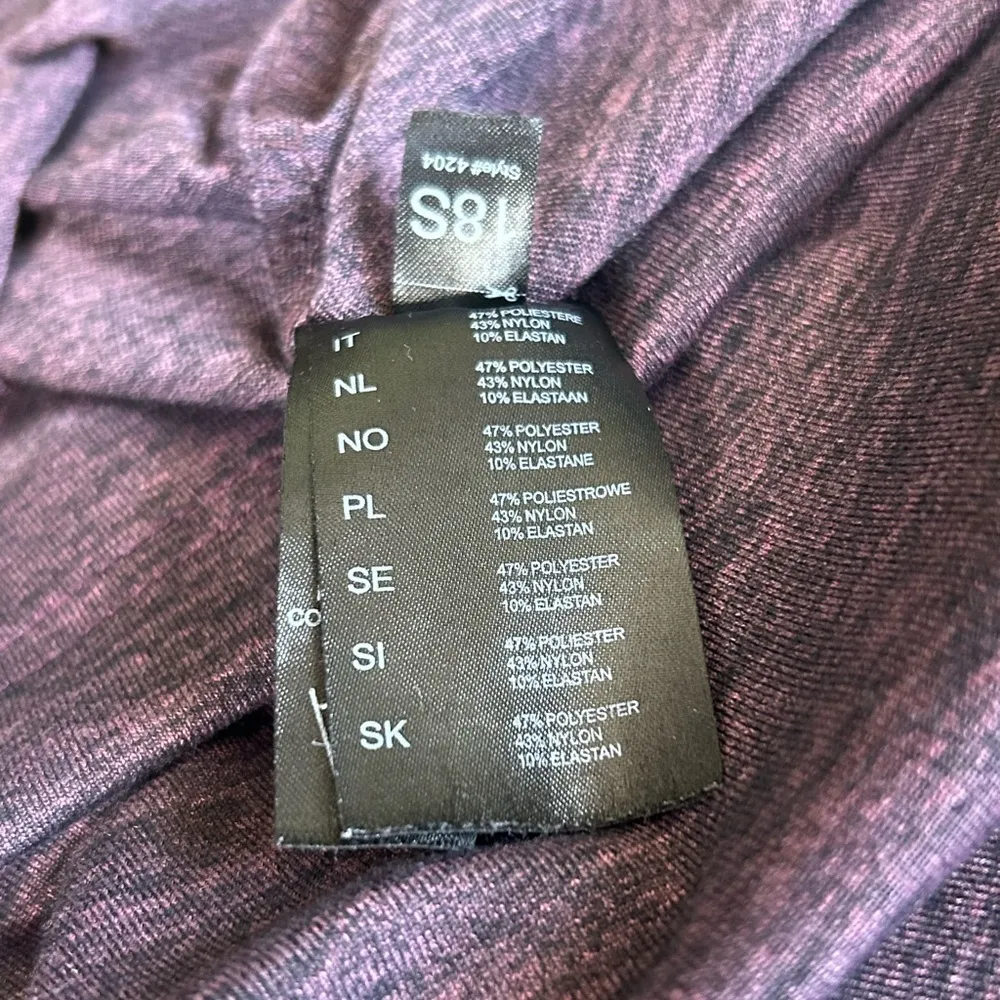 Style# 4204
18S
IT
47% POLIESTERE
43% NYLON
10% ELASTAN
NL
47% POLYESTER
43% NYLON
10% ELASTAAN
NO
47% POLYESTER
43% NYLON
10% ELASTANE
PL
47% POLIESTROWE
43% NYLON
10% ELASTAN
SE
47% POLYESTER
43% NYLON
10% ELASTAN
CO
SI
47% POLIESTER
43% NYLON
10% ELASTAN
SK
47% POLYESTER
43% NYLON
10% ELASTAN